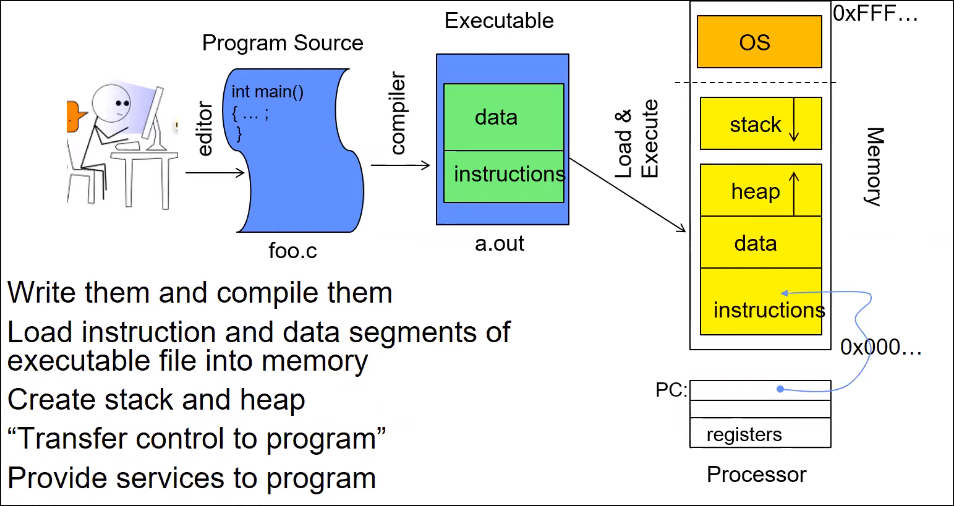 Executable
0xFFF…
Program Source
OS
int main()
{ … ;
}
editor
compiler
data
instructions
Load &
Execute
stack
heap
data
instructions
Memory
foo.c
a.out
0x000…
PC:
registers
Processor
Write them and compile them
Load instruction and data segments of
executable file into memory
Create stack and heap
“Transfer control to program”
Provide services to program